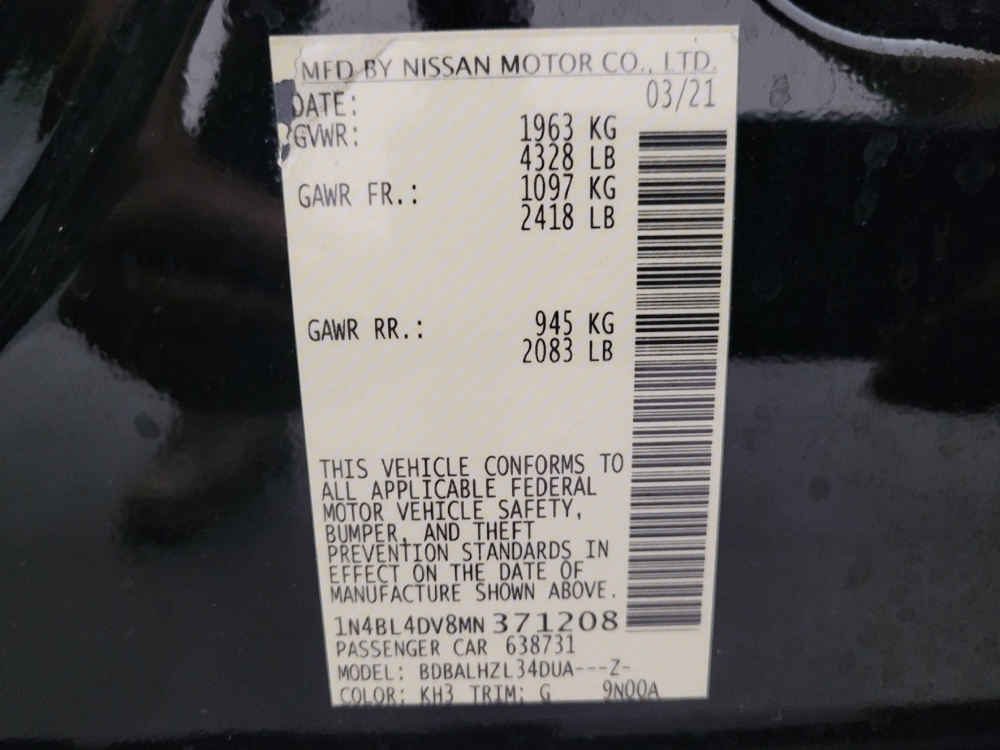 MFD BY NISSAN MOTOR CO., LTD.
DATE: 03/21
GVWR: 1963 KG
4328 LB
GAWR FR.: 1097 KG
2418 LB
GAWR RR.: 945 KG
2083 LB
THIS VEHICLE CONFORMS TO
ALL APPLICABLE FEDERAL
MOTOR VEHICLE SAFETY,
BUMPER, AND THEFT
PREVENTION STANDARDS IN
EFFECT ON THE DATE OF
MANUFACTURE SHOWN ABOVE.
1N4BL4DV8MN 371208
PASSENGER CAR 638731
MODEL: BDBALHZL34DUA---Z-
COLOR: KH3 TRIM: G 9N00A